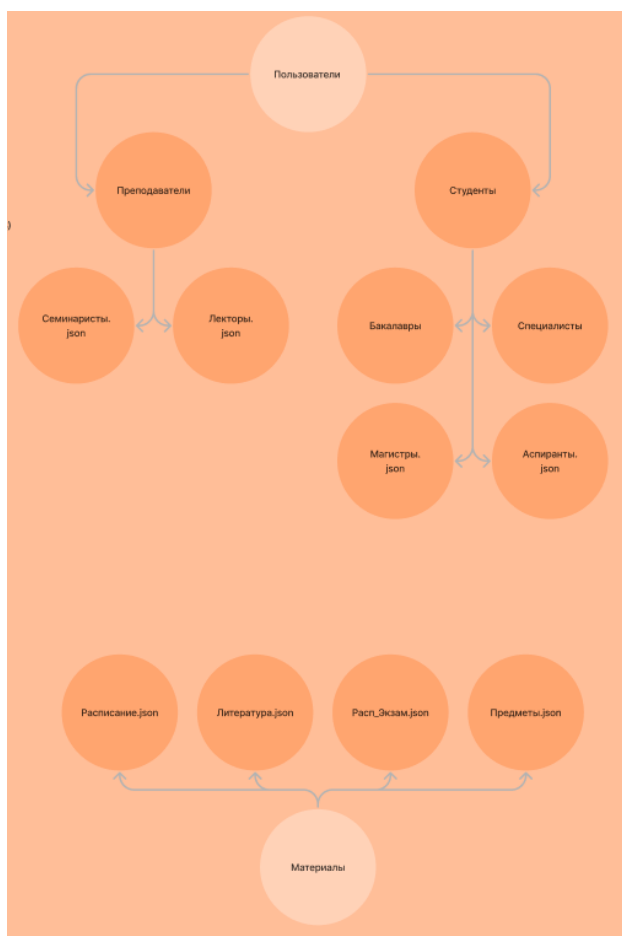 Пользователи
Преподаватели
Студенты
)
Семинаристы.
json
Лекторы.
json
Бакалавры
Специалисты
Магистры.
json
Аспиранты.
json
Расписание.json
Литература.json
Расп_Экзам.json
Предметы.json
Материалы